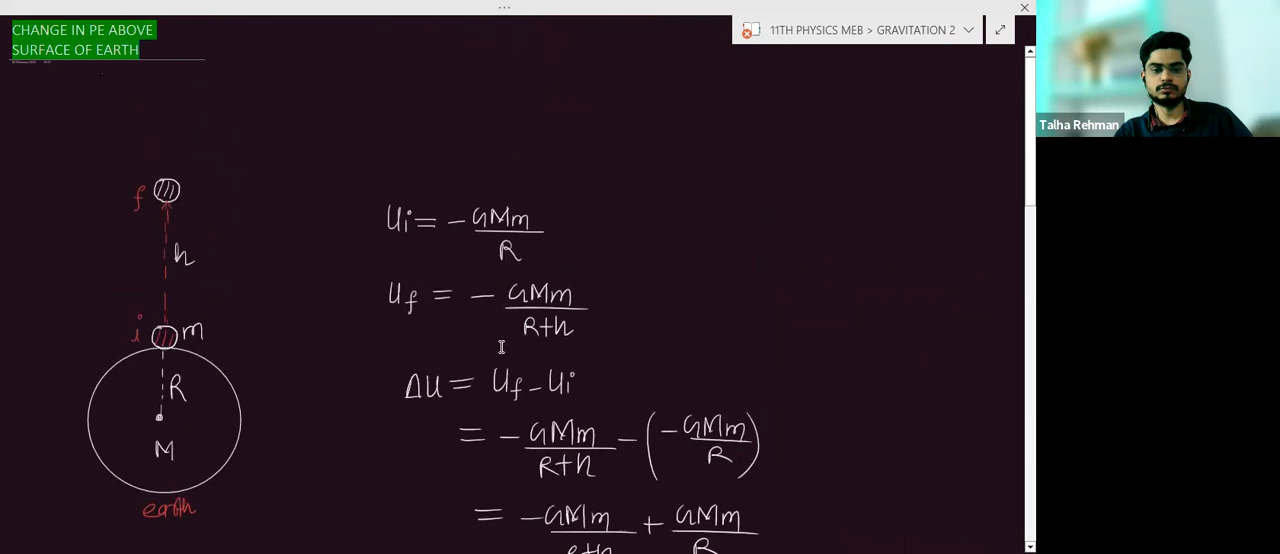 CHANGE IN PE ABOVE
SURFACE OF EARTH
11TH PHYSICS MEB > GRAVITATION 2
Talha Rehman
f
h
i m
R
M
earth
Ui = - GMm / R
Uf = - GMm / R+h
ΔU = Uf - Ui
= - GMm / R+h - (- GMm / R)
= - GMm / R+h + GMm / R